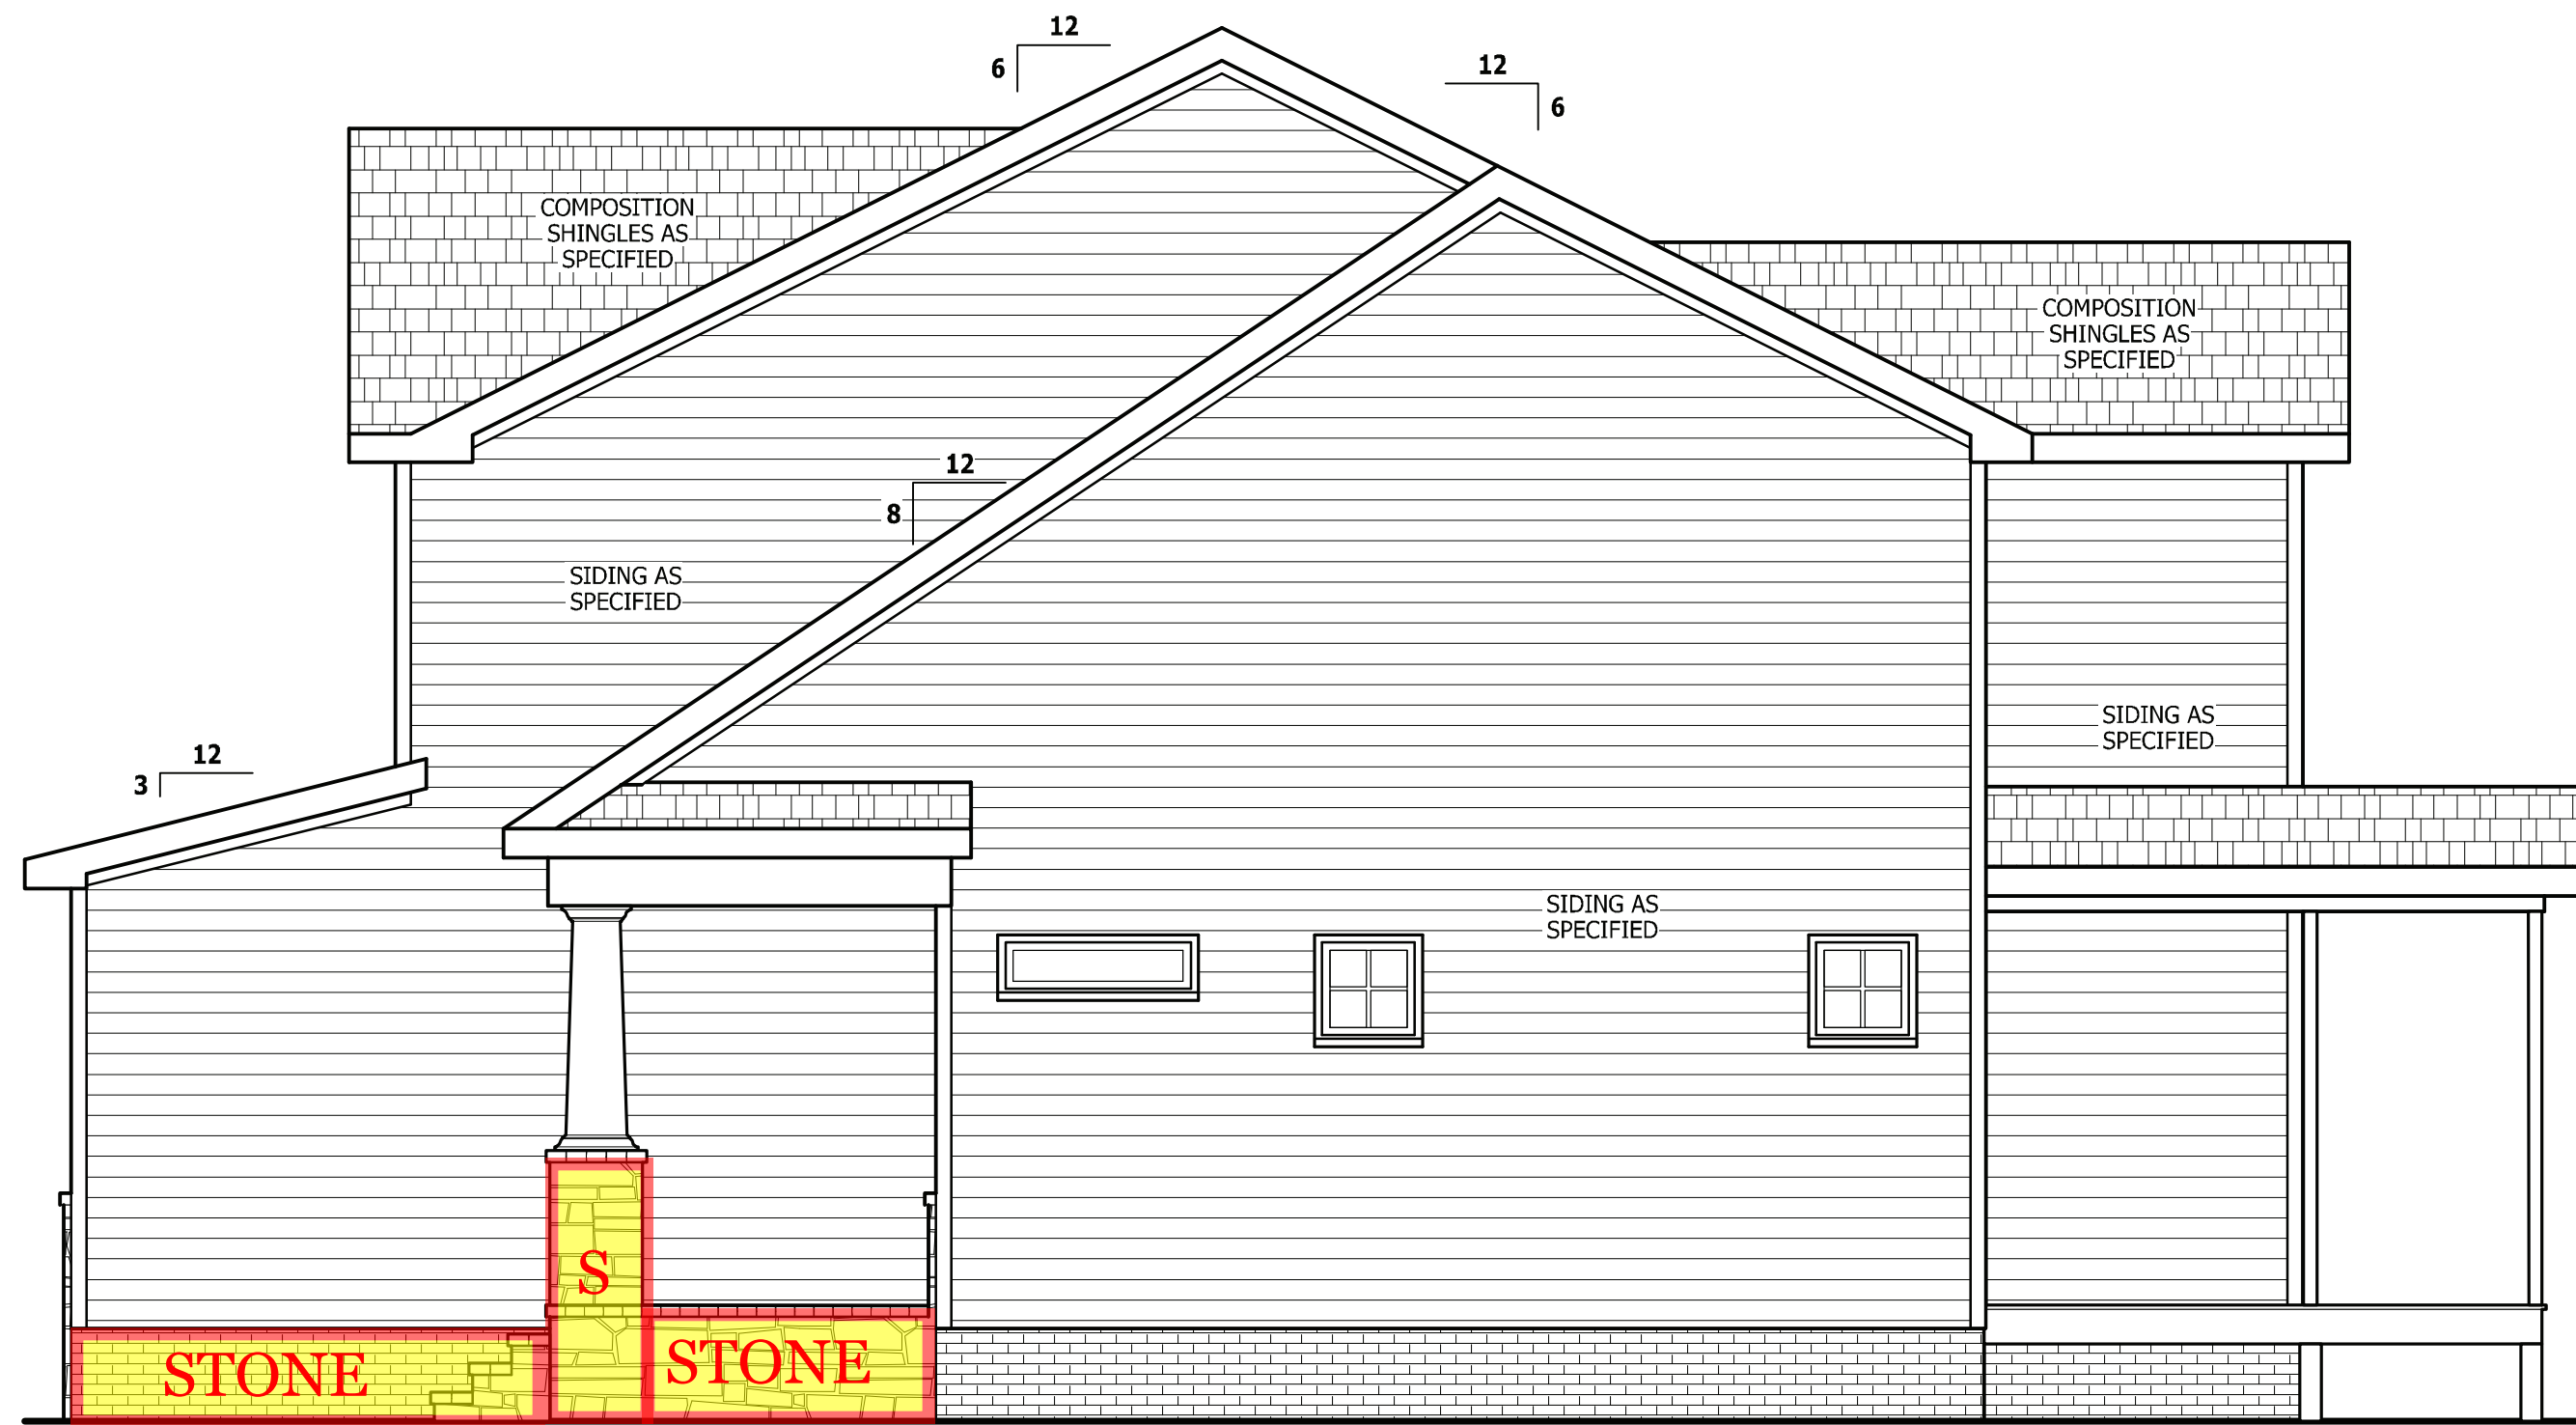 12
6
12
6
COMPOSITION
SHINGLES AS
SPECIFIED
COMPOSITION
SHINGLES AS
SPECIFIED
12
8
SIDING AS
SPECIFIED
SIDING AS
SPECIFIED
12
3
SIDING AS
SPECIFIED
S
STONE
STONE